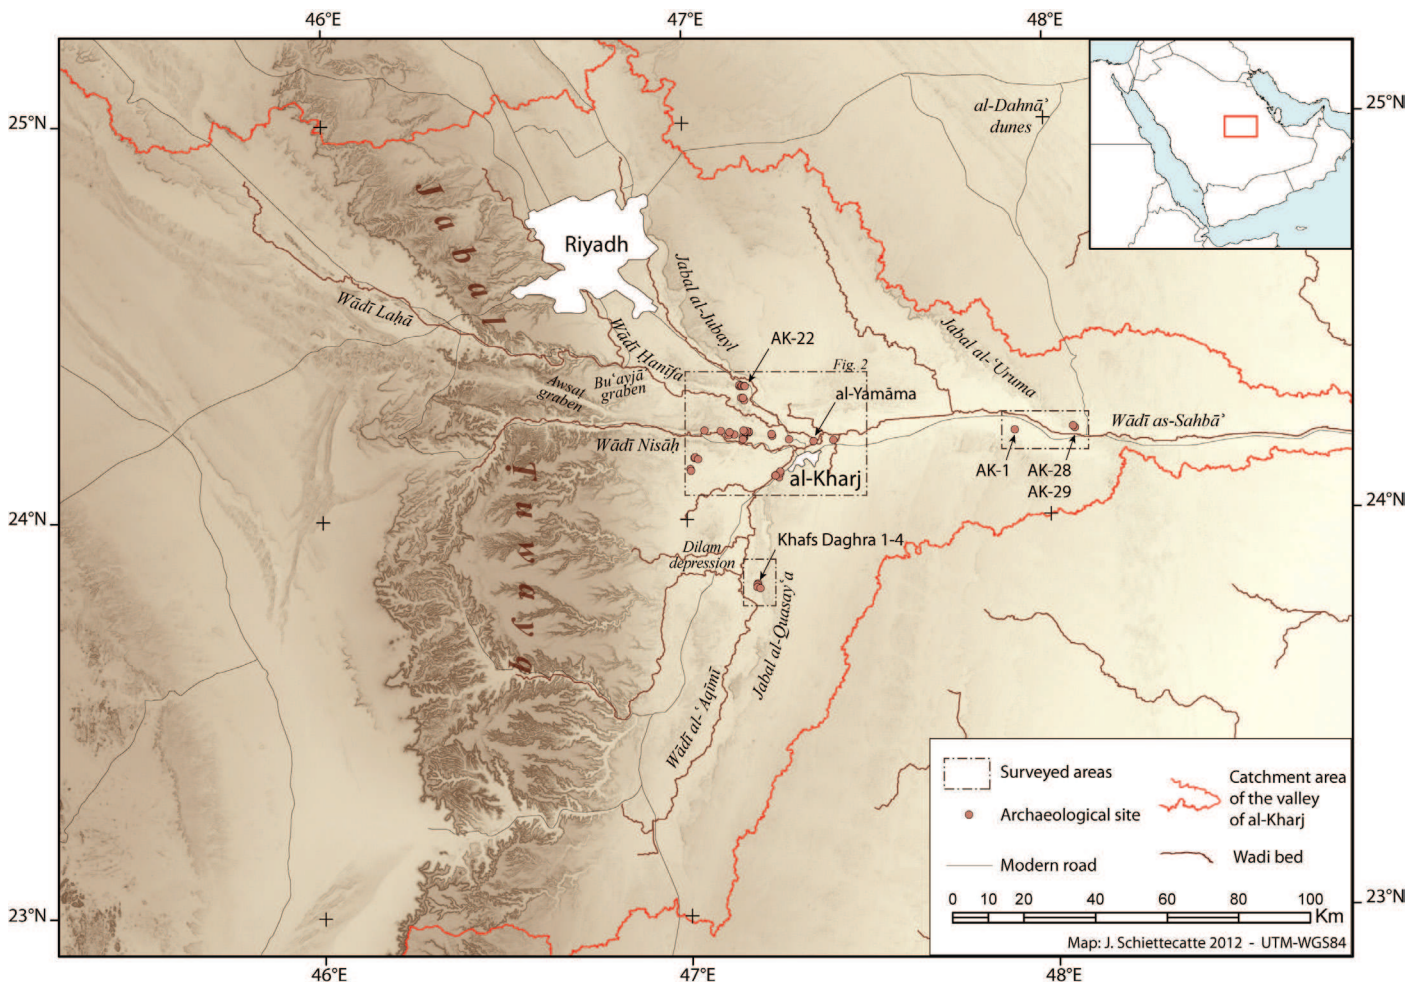 46°E
47°E
48°E
25°N
25°N
al-Dahnā’
dunes
Jabal
Riyadh
Jabal al-Jubayl
Wādī Laḥā
Wādī Ḥanīfa
AK-22
Jabal al-‘Uruma
Fig. 2
Bu‘ayjā
graben
Awsaṭ
graben
al-Yamāma
Wādī Nisāḥ
Wādī as-Sahbā’
al-Kharj
AK-1
AK-28
AK-29
24°N
24°N
Ṭuwayq
Khafs Daghra 1-4
Dilam
depression
Jabal al-Quasay‘a
Wādī al-‘Aqīmī
Surveyed areas
Archaeological site
Modern road
Catchment area
of the valley
of al-Kharj
Wadi bed
0 10 20 40 60 80 100
Km
Map: J. Schiettecatte 2012 - UTM-WGS84
23°N
23°N
46°E
47°E
48°E